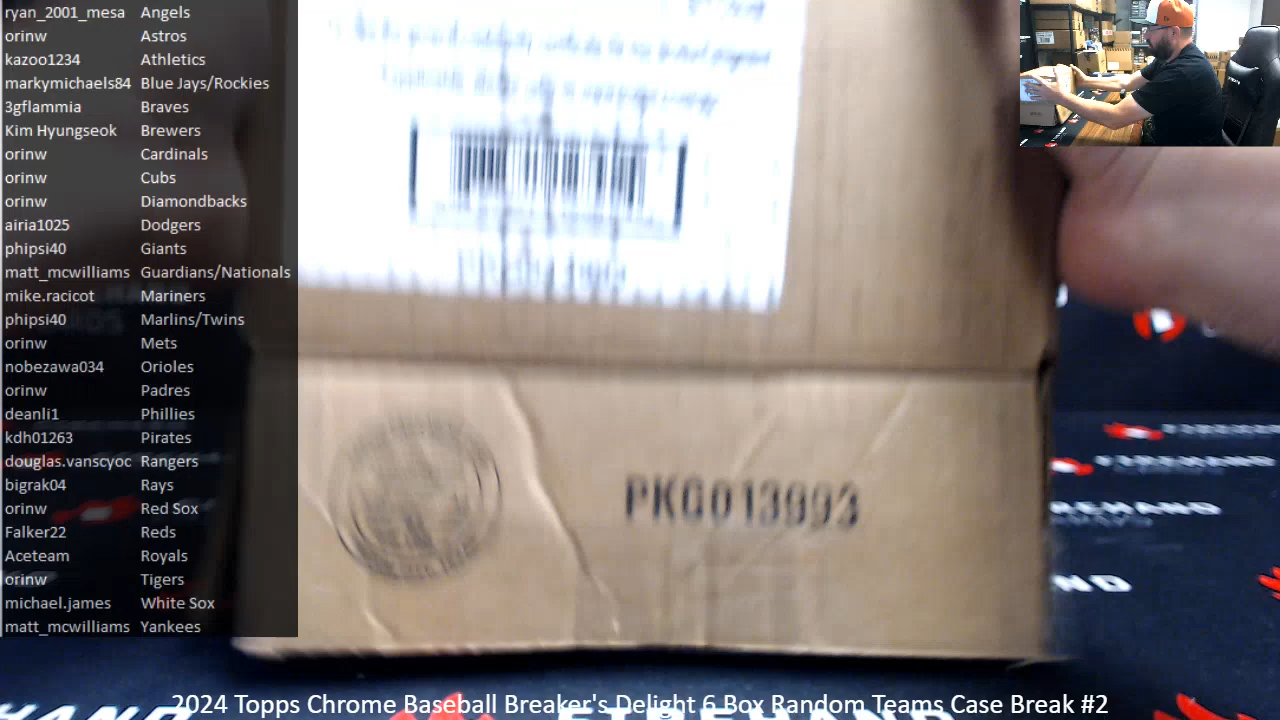 ryan_2001_mesa Angels
orinw Astros
kazoo1234 Athletics
markymichaels84 Blue Jays/Rockies
3gflammia Braves
Kim Hyungseok Brewers
orinw Cardinals
orinw Cubs
orinw Diamondbacks
airia1025 Dodgers
phipsi40 Giants
matt_mcwilliams Guardians/Nationals
mike.racicot Mariners
phipsi40 Marlins/Twins
orinw Mets
nobezawa034 Orioles
orinw Padres
deanli1 Phillies
kdh01263 Pirates
douglas.vanscyoc Rangers
bigrak04 Rays
orinw Red Sox
Falker22 Reds
Aceteam Royals
orinw Tigers
michael.james White Sox
matt_mcwilliams Yankees
PKG013993
2024 Topps Chrome Baseball Breaker's Delight 6 Box Random Teams Case Break #2